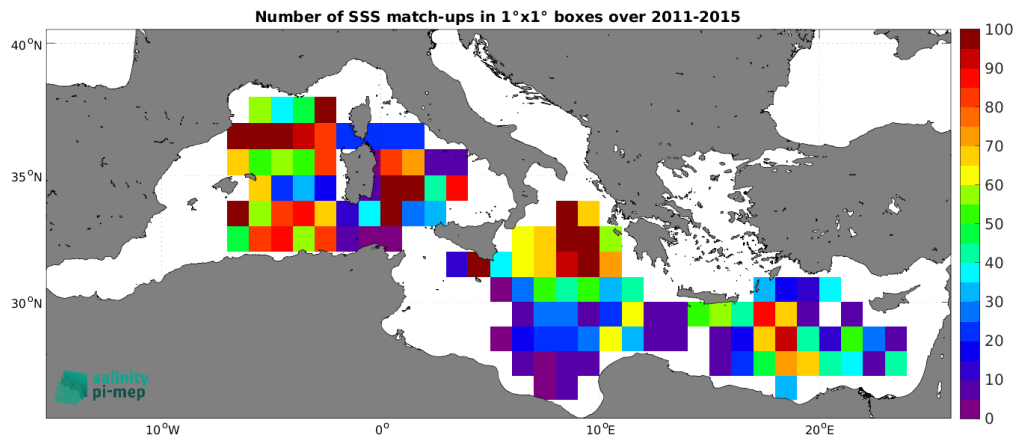 Number of SSS match-ups in 1°x1° boxes over 2011-2015
40°N
35°N
30°N
10°W
0°
10°E
20°E
100
90
80
70
60
50
40
30
20
10
0
salinity
pi-mep